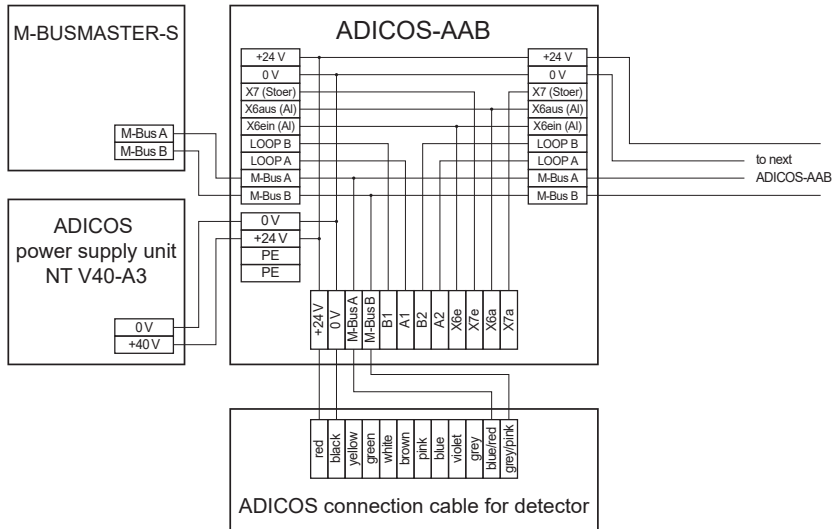 M-BUSMASTER-S
M-Bus A
M-Bus B
ADICOS
power supply unit
NT V40-A3
0 V
+40 V
ADICOS-AAB
+24 V
0 V
X7 (Stoer)
X6aus (Al)
X6ein (Al)
LOOP B
LOOP A
M-Bus A
M-Bus B
0 V
+24 V
PE
PE
+24 V
0 V
X7 (Stoer)
X6aus (Al)
X6ein (Al)
LOOP B
LOOP A
M-Bus A
M-Bus B
to next
ADICOS-AAB
+24 V
0 V
M-Bus A
M-Bus B
B1
A1
B2
A2
X6e
X7e
X6a
X7a
red
black
yellow
green
white
brown
pink
blue
violet
grey
blue/red
grey/pink
ADICOS connection cable for detector